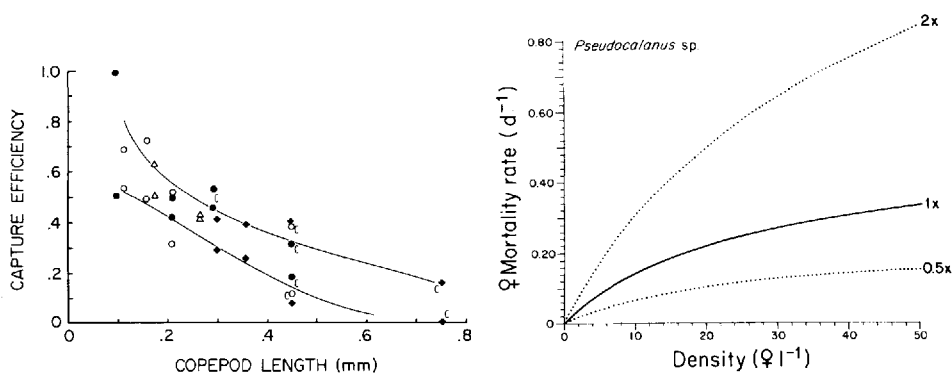 CAPTURE EFFICIENCY
1.0
.8
.6
.4
.2
0
0 .2 .4 .6 .8
COPEPOD LENGTH (mm)
♀Mortality rate (d⁻¹)
0.80
0.60
0.40
0.20
0
Pseudocalanus sp.
2x
1x
0.5x
0 10 20 30 40 50
Density (♀ l⁻¹)